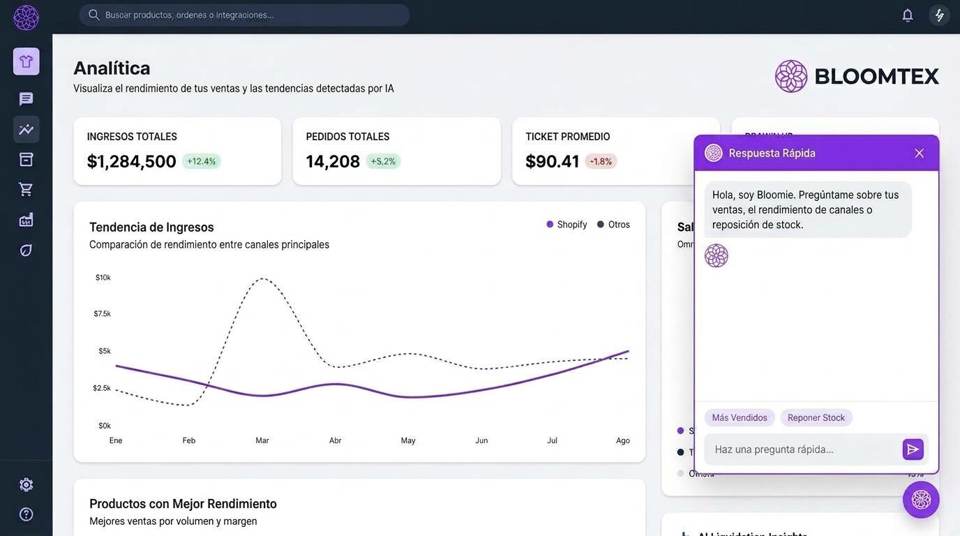 Buscar productos, ordenes o integraciones...
Analítica
Visualiza el rendimiento de tus ventas y las tendencias detectadas por IA
BLOOMTEX
INGRESOS TOTALES
$1,284,500 +12.4%
PEDIDOS TOTALES
14,208 +5.2%
TICKET PROMEDIO
$90.41 -1.8%
Tendencia de Ingresos
Comparación de rendimiento entre canales principales
Shopify
Otros
$10k
$7.5k
$5k
$2.5k
$0k
Ene Feb Mar Abr May Jun Jul Ago
Sal
Respuesta Rápida
Hola, soy Bloomie. Pregúntame sobre tus
ventas, el rendimiento de canales o
reposición de stock.
Más Vendidos
Reponer Stock
Haz una pregunta rápida...
Productos con Mejor Rendimiento
Mejores ventas por volumen y margen